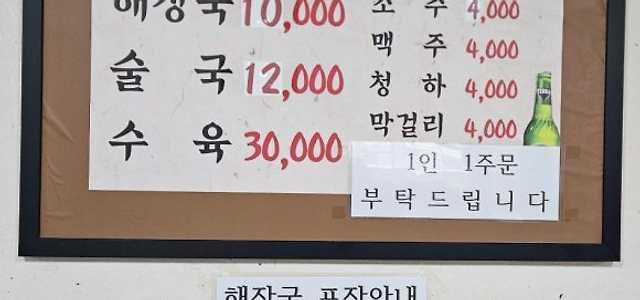 해장국 10,000
술국 12,000
수육 30,000
소주 4,000
맥주 4,000
청하 4,000
막걸리 4,000
1인 1주문
부탁드립니다
해장국 포장안내